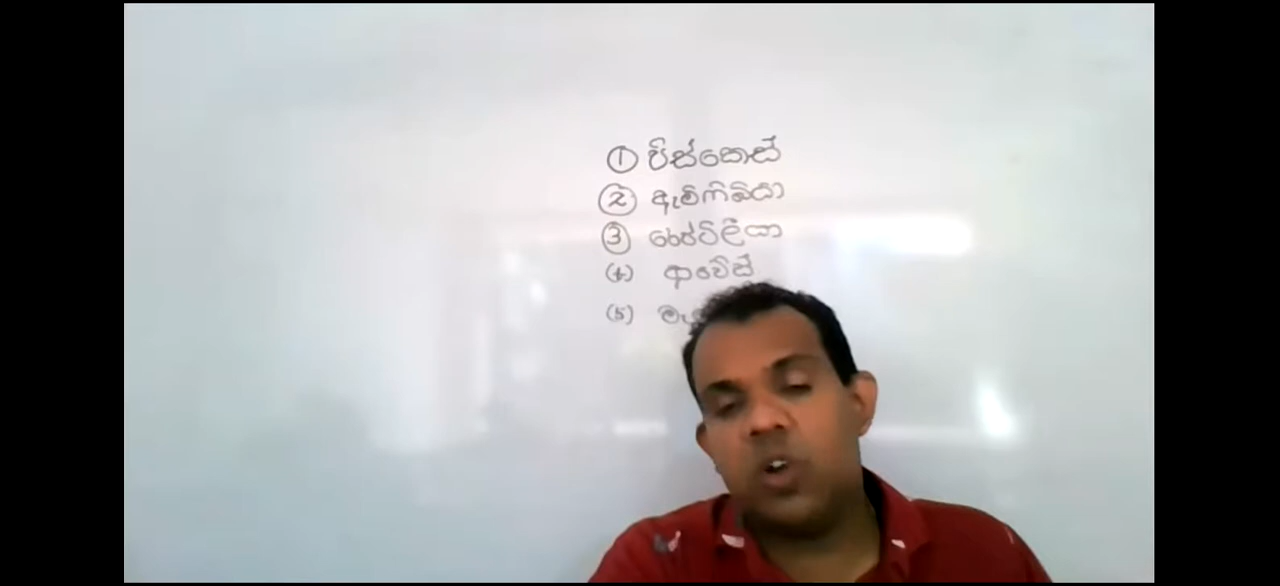 ① පිස්කෙස්
② ඇම්ෆිබියා
③ රෙප්ටිලියා
(4) ආවේස්
(5)